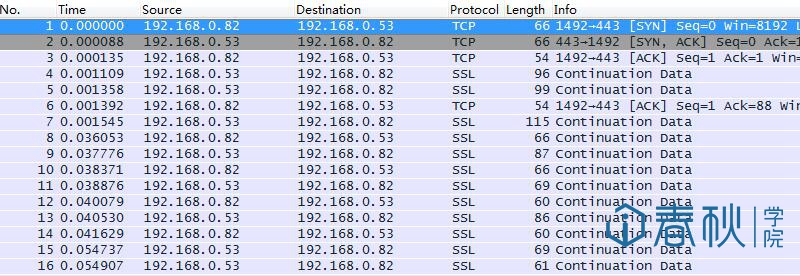 No. Time Source Destination Protocol Length Info
1 0.000000 192.168.0.82 192.168.0.53 TCP 66 1492→443 [SYN] Seq=0 Win=8192 L
2 0.000088 192.168.0.53 192.168.0.82 TCP 66 443→1492 [SYN, ACK] Seq=0 Ack=1
3 0.000135 192.168.0.82 192.168.0.53 TCP 54 1492→443 [ACK] Seq=1 Ack=1 Win=
4 0.001109 192.168.0.53 192.168.0.82 SSL 96 Continuation Data
5 0.001358 192.168.0.53 192.168.0.82 SSL 99 Continuation Data
6 0.001392 192.168.0.82 192.168.0.53 TCP 54 1492→443 [ACK] Seq=1 Ack=88 Win
7 0.001545 192.168.0.82 192.168.0.53 SSL 115 Continuation Data
8 0.036053 192.168.0.53 192.168.0.82 SSL 66 Continuation Data
9 0.037776 192.168.0.82 192.168.0.53 SSL 87 Continuation Data
10 0.038371 192.168.0.53 192.168.0.82 SSL 66 Continuation Data
11 0.038876 192.168.0.82 192.168.0.53 SSL 69 Continuation Data
12 0.040079 192.168.0.53 192.168.0.82 SSL 60 Continuation Data
13 0.040530 192.168.0.82 192.168.0.53 SSL 86 Continuation Data
14 0.041629 192.168.0.53 192.168.0.82 SSL 60 Continuation Data
15 0.054737 192.168.0.82 192.168.0.53 SSL 69 Continuation Data
16 0.054907 192.168.0.53 192.168.0.82 SSL 61 Continuation Data
春秋学院